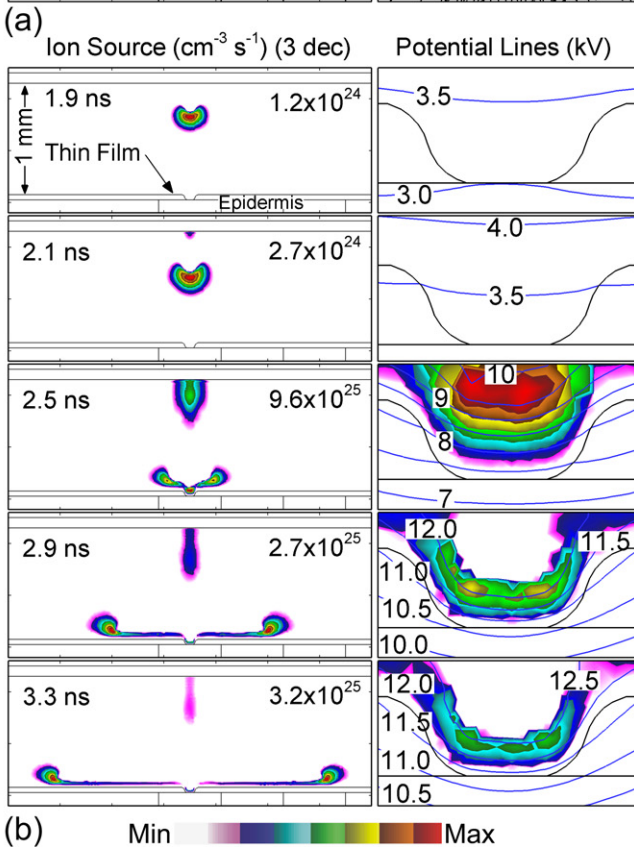 (a)
Ion Source (cm⁻³ s⁻¹) (3 dec)
Potential Lines (kV)
1.9 ns
1.2x10²⁴
1 mm
Thin Film
Epidermis
3.5
3.0
2.1 ns
2.7x10²⁴
4.0
3.5
2.5 ns
9.6x10²⁵
10
9
8
7
2.9 ns
2.7x10²⁵
12.0
11.5
11.0
10.5
10.0
3.3 ns
3.2x10²⁵
12.0
12.5
11.5
11.0
10.5
(b)
Min
Max